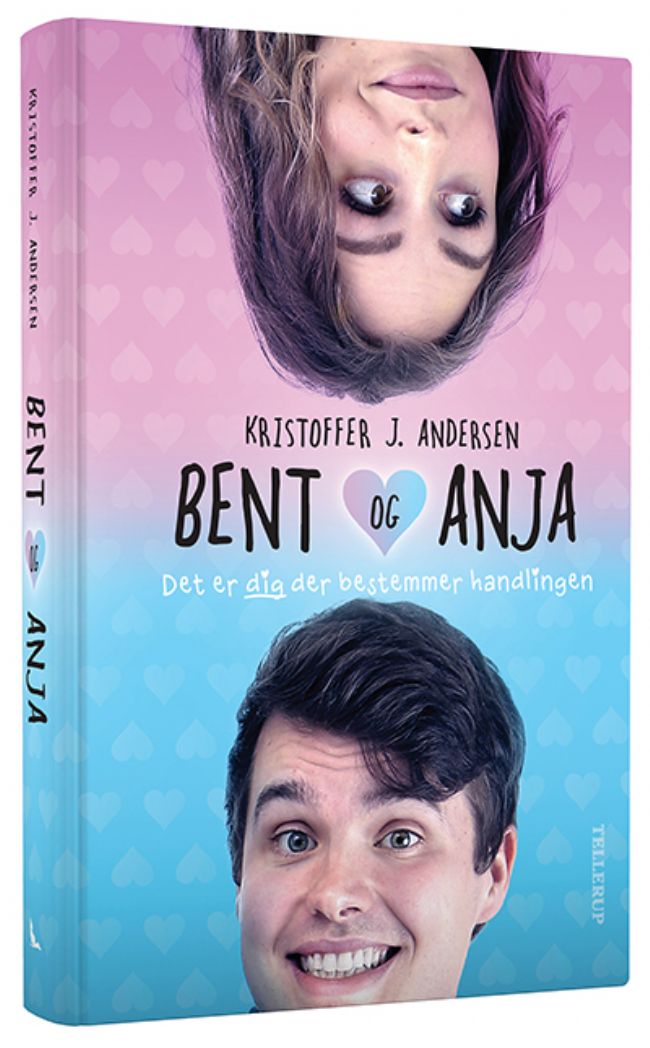 KRISTOFFER J. ANDERSEN
BENT OG ANJA
KRISTOFFER J. ANDERSEN
BENT OG ANJA
Det er dig der bestemmer handlingen
TELLERUP